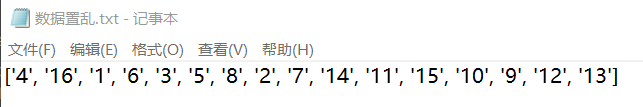 数据置乱.txt - 记事本
文件(F) 编辑(E) 格式(O) 查看(V) 帮助(H)
['4', '16', '1', '6', '3', '5', '8', '2', '7', '14', '11', '15', '10', '9', '12', '13']